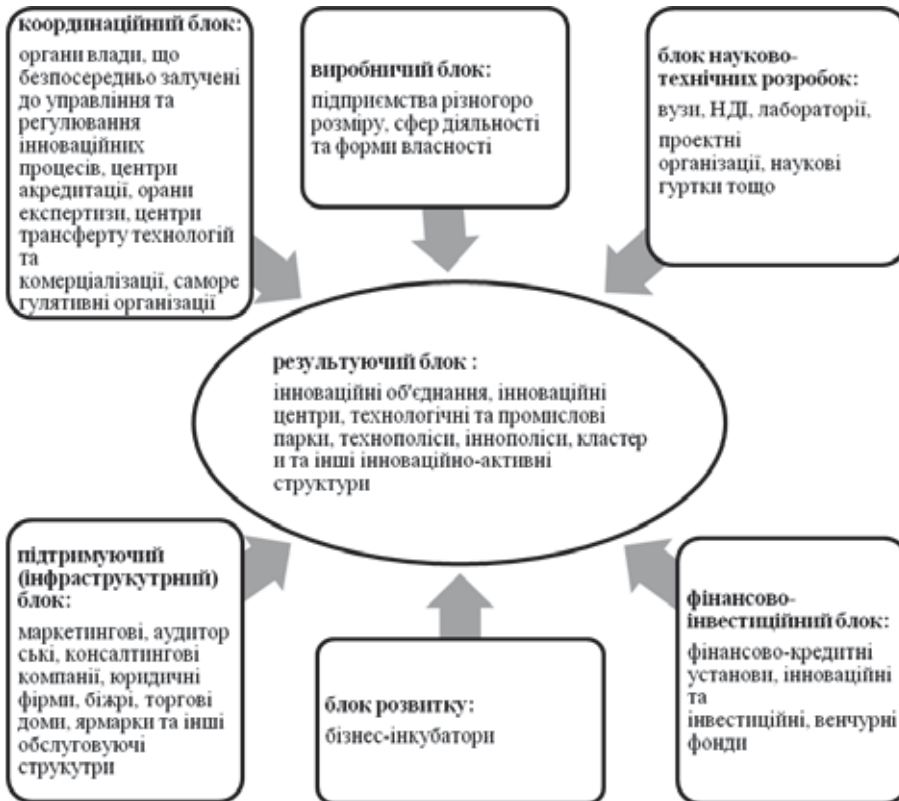 координаційний блок:
органи влади, що
безпосередньо залучені
до управління та
регулювання
інноваційних
процесів, центри
акредитації, орани
експертизи, центри
трансферту технологій
та
комерціалізації, саморе
гулятивні організації
виробничий блок:
підприємства різногоро
розміру, сфер діяльності
та форми власності
блок науково-
технічних розробок:
вузи, НДІ, лабораторії,
проектні
організації, наукові
гуртки тощо
результуючий блок :
інноваційні об'єднання, інноваційні
центри, технологічні та промислові
парки, технополіси, іннополіси, кластер
и та інші інноваційно-активні
структури
підтримуючий
(інфраструкутрний)
блок:
маркетингові, аудитор
ські, консалтингові
компанії, юридичні
фірми, біжрі, торгові
доми, ярмарки та інші
обслуговуючі
струкутри
блок розвитку:
бізнес-інкубатори
фінансово-
інвестиційний блок:
фінансово-кредитні
установи, інноваційні
та
інвестиційні, венчурні
фонди